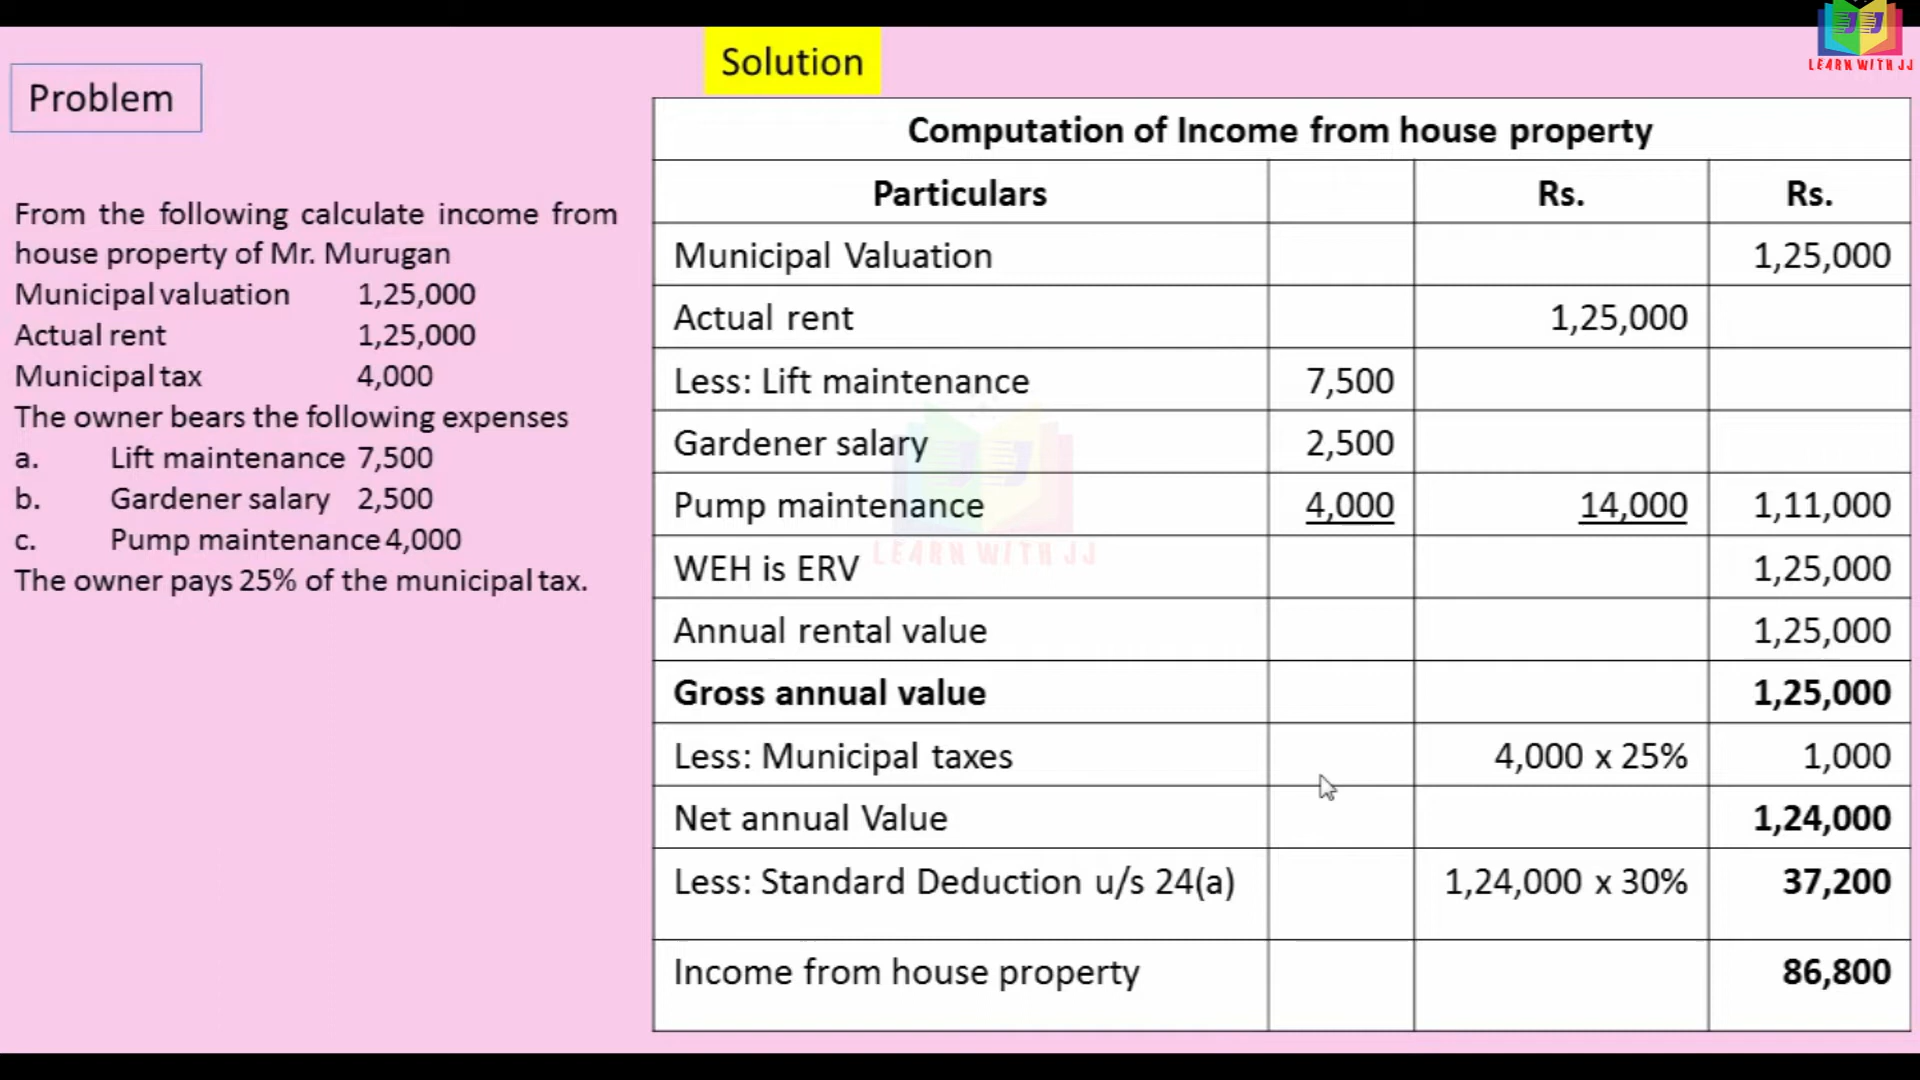 LEARN WITH JJ
Solution
Problem
From the following calculate income from
house property of Mr. Murugan
Municipal valuation 1,25,000
Actual rent 1,25,000
Municipal tax 4,000
The owner bears the following expenses
a. Lift maintenance 7,500
b. Gardener salary 2,500
c. Pump maintenance 4,000
The owner pays 25% of the municipal tax.
Computation of Income from house property
Particulars Rs. Rs.
Municipal Valuation 1,25,000
Actual rent 1,25,000
Less: Lift maintenance 7,500
Gardener salary 2,500
Pump maintenance 4,000 14,000 1,11,000
LEARN WITH JJ
WEH is ERV 1,25,000
Annual rental value 1,25,000
Gross annual value 1,25,000
Less: Municipal taxes 4,000 x 25% 1,000
Net annual Value 1,24,000
Less: Standard Deduction u/s 24(a) 1,24,000 x 30% 37,200
Income from house property 86,800